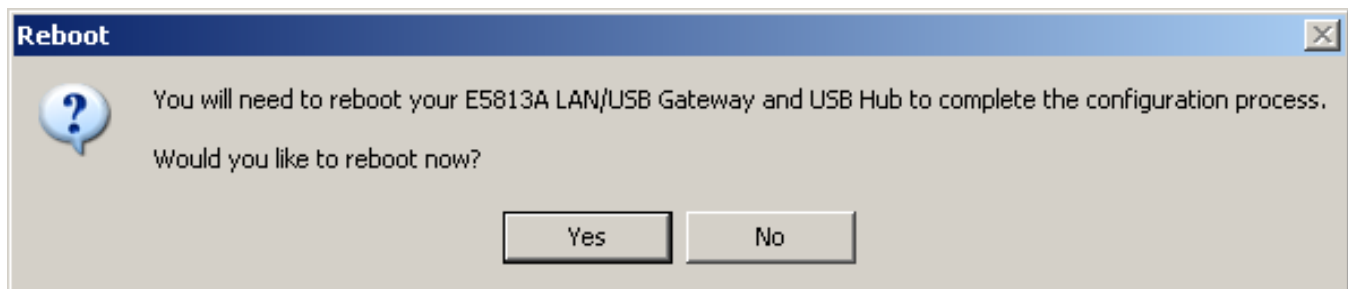 Reboot
You will need to reboot your E5813A LAN/USB Gateway and USB Hub to complete the configuration process.
Would you like to reboot now?
Yes
No